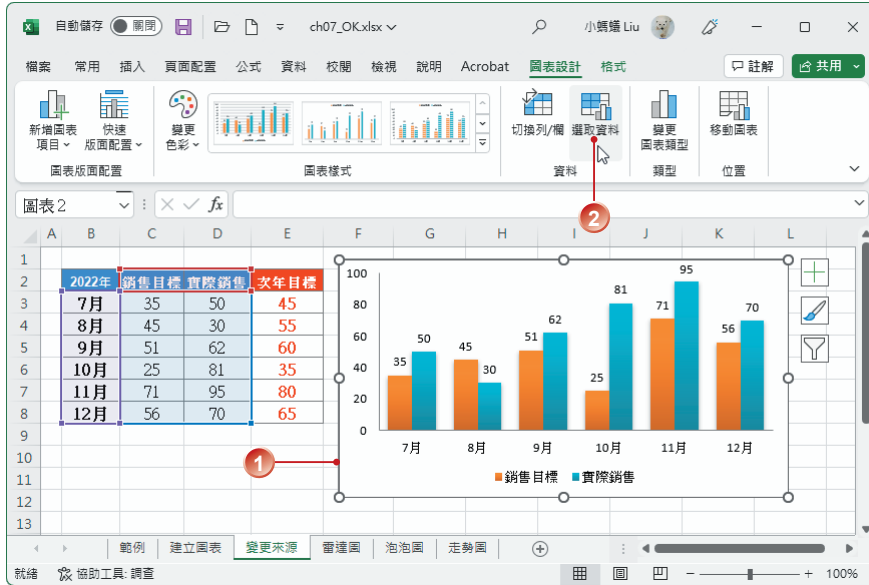 自動儲存 關閉 ch07_OK.xlsx 小螞蟻 Liu
檔案 常用 插入 頁面配置 公式 資料 校閱 檢視 說明 Acrobat 圖表設計 格式 註解 共用
新增圖表項目 快速版面配置 變更色彩 切換列/欄 選取資料 變更圖表類型 移動圖表
圖表版面配置 圖表樣式 資料 類型 位置
2
圖表 2 fx
A B C D E F G H I J K L
1
2 2022年 銷售目標 實際銷售 次年目標
3 7月 35 50 45
4 8月 45 30 55
5 9月 51 62 60
6 10月 25 81 35
7 11月 71 95 80
8 12月 56 70 65
9
10
11
12
13
100
80
60
40
20
0
35 50 45 30 51 62 25 81 71 95 56 70
7月 8月 9月 10月 11月 12月
銷售目標 實際銷售
1
範例 建立圖表 變更來源 雷達圖 泡泡圖 走勢圖
就緒 協助工具: 調查 100%